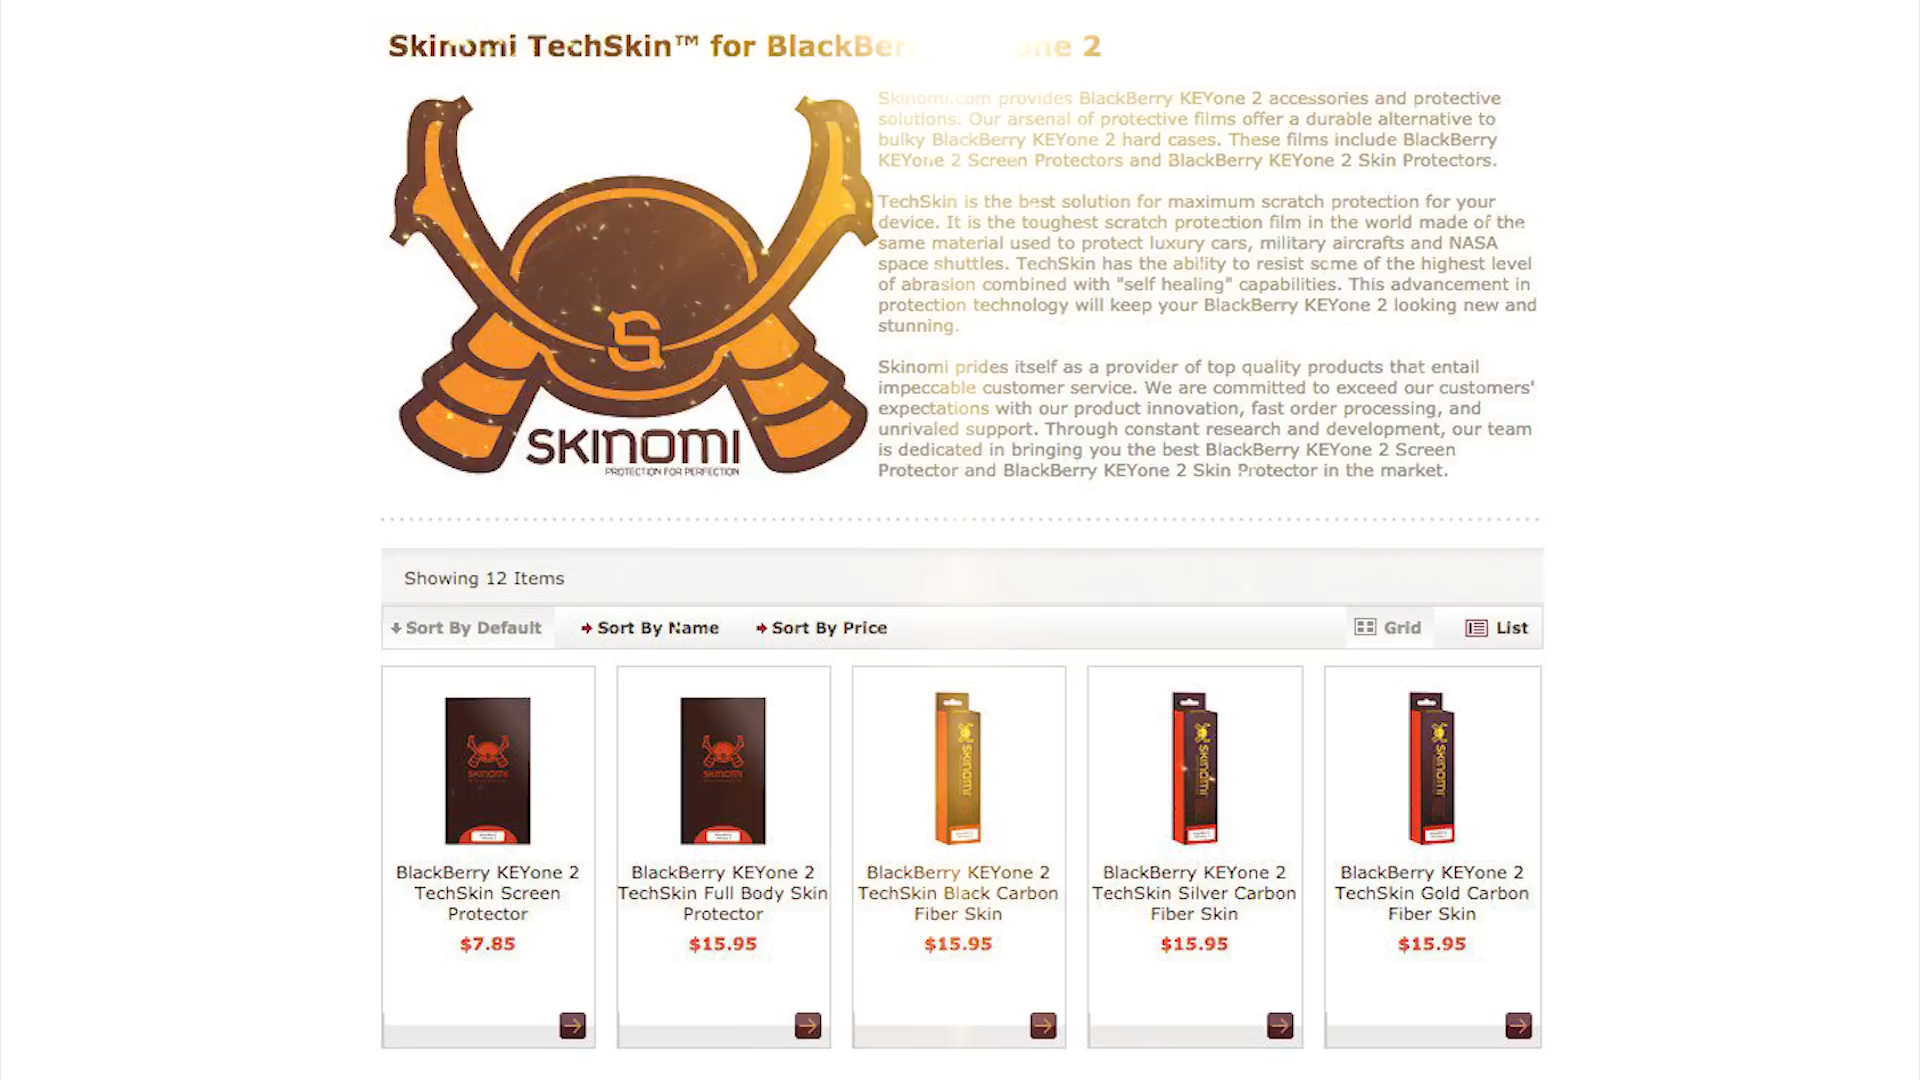 Skinomi TechSkin™ for BlackBer ne 2
Skinomi.com provides BlackBerry KEYone 2 accessories and protective
solutions. Our arsenal of protective films offer a durable alternative to
bulky BlackBerry KEYone 2 hard cases. These films include BlackBerry
KEYone 2 Screen Protectors and BlackBerry KEYone 2 Skin Protectors.
TechSkin is the best solution for maximum scratch protection for your
device. It is the toughest scratch protection film in the world made of the
same material used to protect luxury cars, military aircrafts and NASA
space shuttles. TechSkin has the ability to resist some of the highest level
of abrasion combined with "self healing" capabilities. This advancement in
protection technology will keep your BlackBerry KEYone 2 looking new and
stunning.
Skinomi prides itself as a provider of top quality products that entail
impeccable customer service. We are committed to exceed our customers'
expectations with our product innovation, fast order processing, and
unrivaled support. Through constant research and development, our team
is dedicated in bringing you the best BlackBerry KEYone 2 Screen
Protector and BlackBerry KEYone 2 Skin Protector in the market.
S
SKINOMI
PROTECTION FOR PERFECTION
Showing 12 Items
Sort By Default
Sort By Name
Sort By Price
Grid
List
SKINOMI
SKINOMI
SKINOMI
SKINOMI
SKINOMI
BlackBerry KEYone 2
TechSkin Screen
Protector
$7.85
BlackBerry KEYone 2
TechSkin Full Body Skin
Protector
$15.95
BlackBerry KEYone 2
TechSkin Black Carbon
Fiber Skin
$15.95
BlackBerry KEYone 2
TechSkin Silver Carbon
Fiber Skin
$15.95
BlackBerry KEYone 2
TechSkin Gold Carbon
Fiber Skin
$15.95